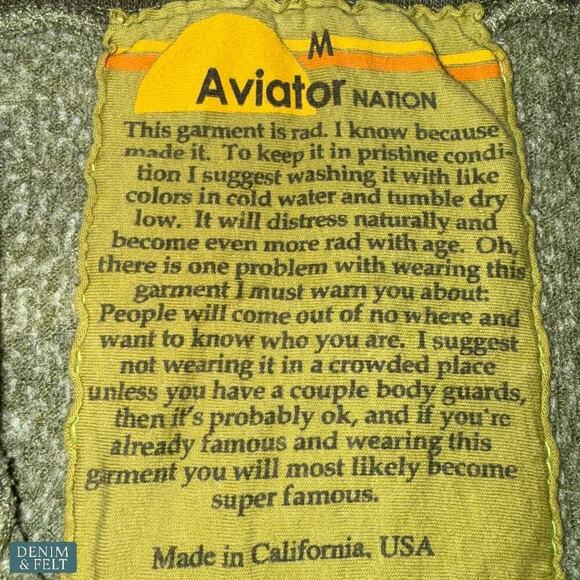 M
Aviator NATION
This garment is rad. I know because
made it. To keep it in pristine condi-
tion I suggest washing it with like
colors in cold water and tumble dry
low. It will distress naturally and
become even more rad with age. Oh,
there is one problem with wearing this
garment I must warn you about:
People will come out of no where and
want to know who you are. I suggest
not wearing it in a crowded place
unless you have a couple body guards,
then it's probably ok, and if you're
already famous and wearing this
garment you will most likely become
super famous.
Made in California, USA
DENIM
& FELT